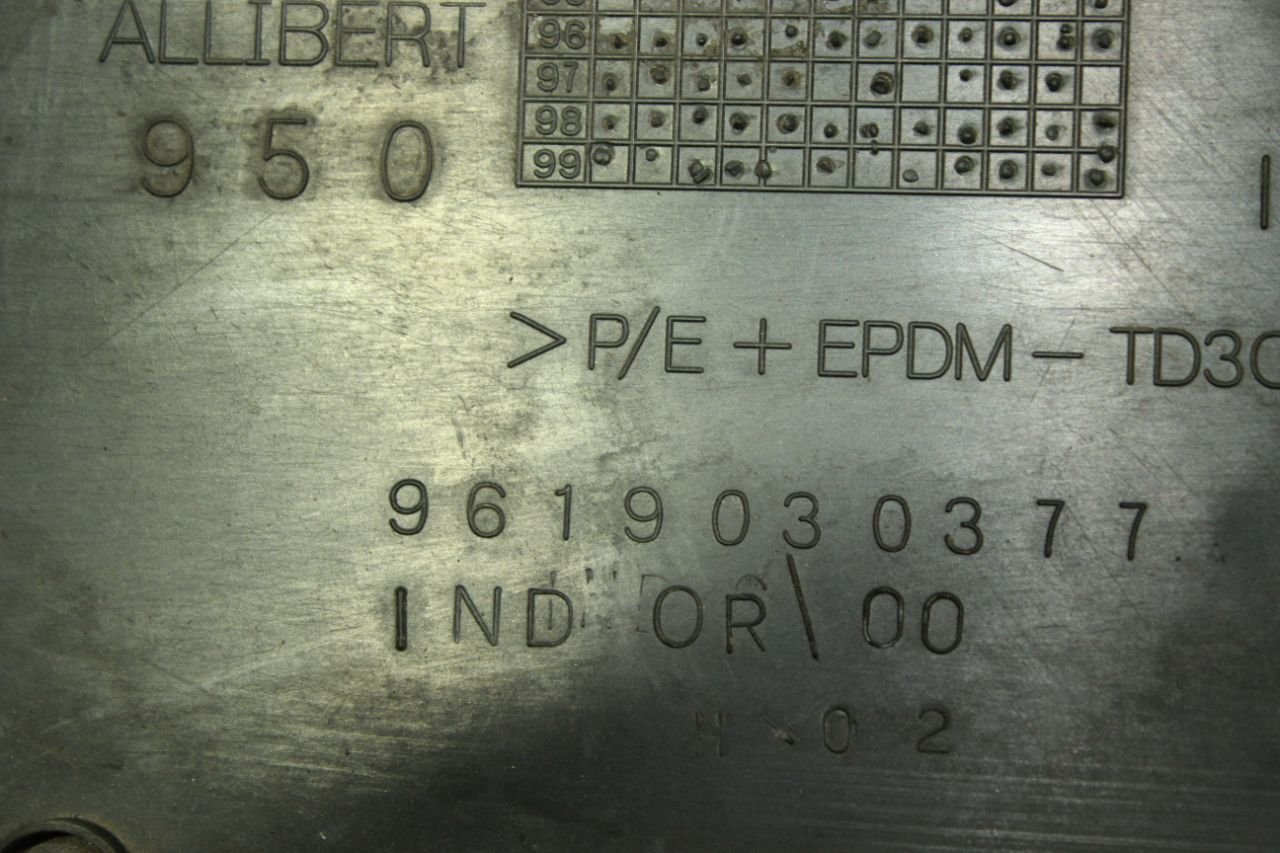 ALLIBERT
96
97
950
98
99
>P/E + EPDM - TD30
9619030377
IND OR\00
H 02